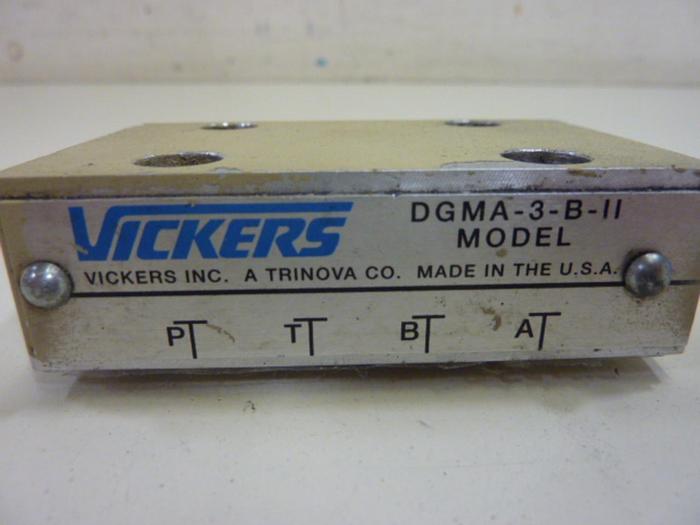 VICKERS
DGMA-3-B-II
MODEL
VICKERS INC. A TRINOVA CO. MADE IN THE U.S.A.
P T B A